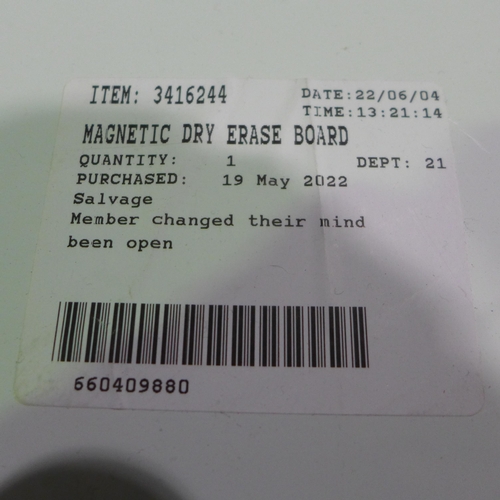 ITEM: 3416244 DATE:22/06/04
TIME:13:21:14
MAGNETIC DRY ERASE BOARD
QUANTITY: 1 DEPT: 21
PURCHASED: 19 May 2022
Salvage
Member changed their mind
been open
660409880